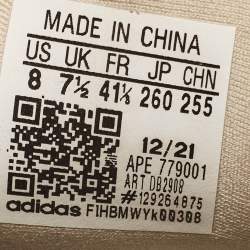 MADE IN CHINA
US UK FR JP CHN
8 7½ 41⅓ 260 255
12/21
APE 779001
ART DB2908
#129264875
adidas F1HBMWYk00308